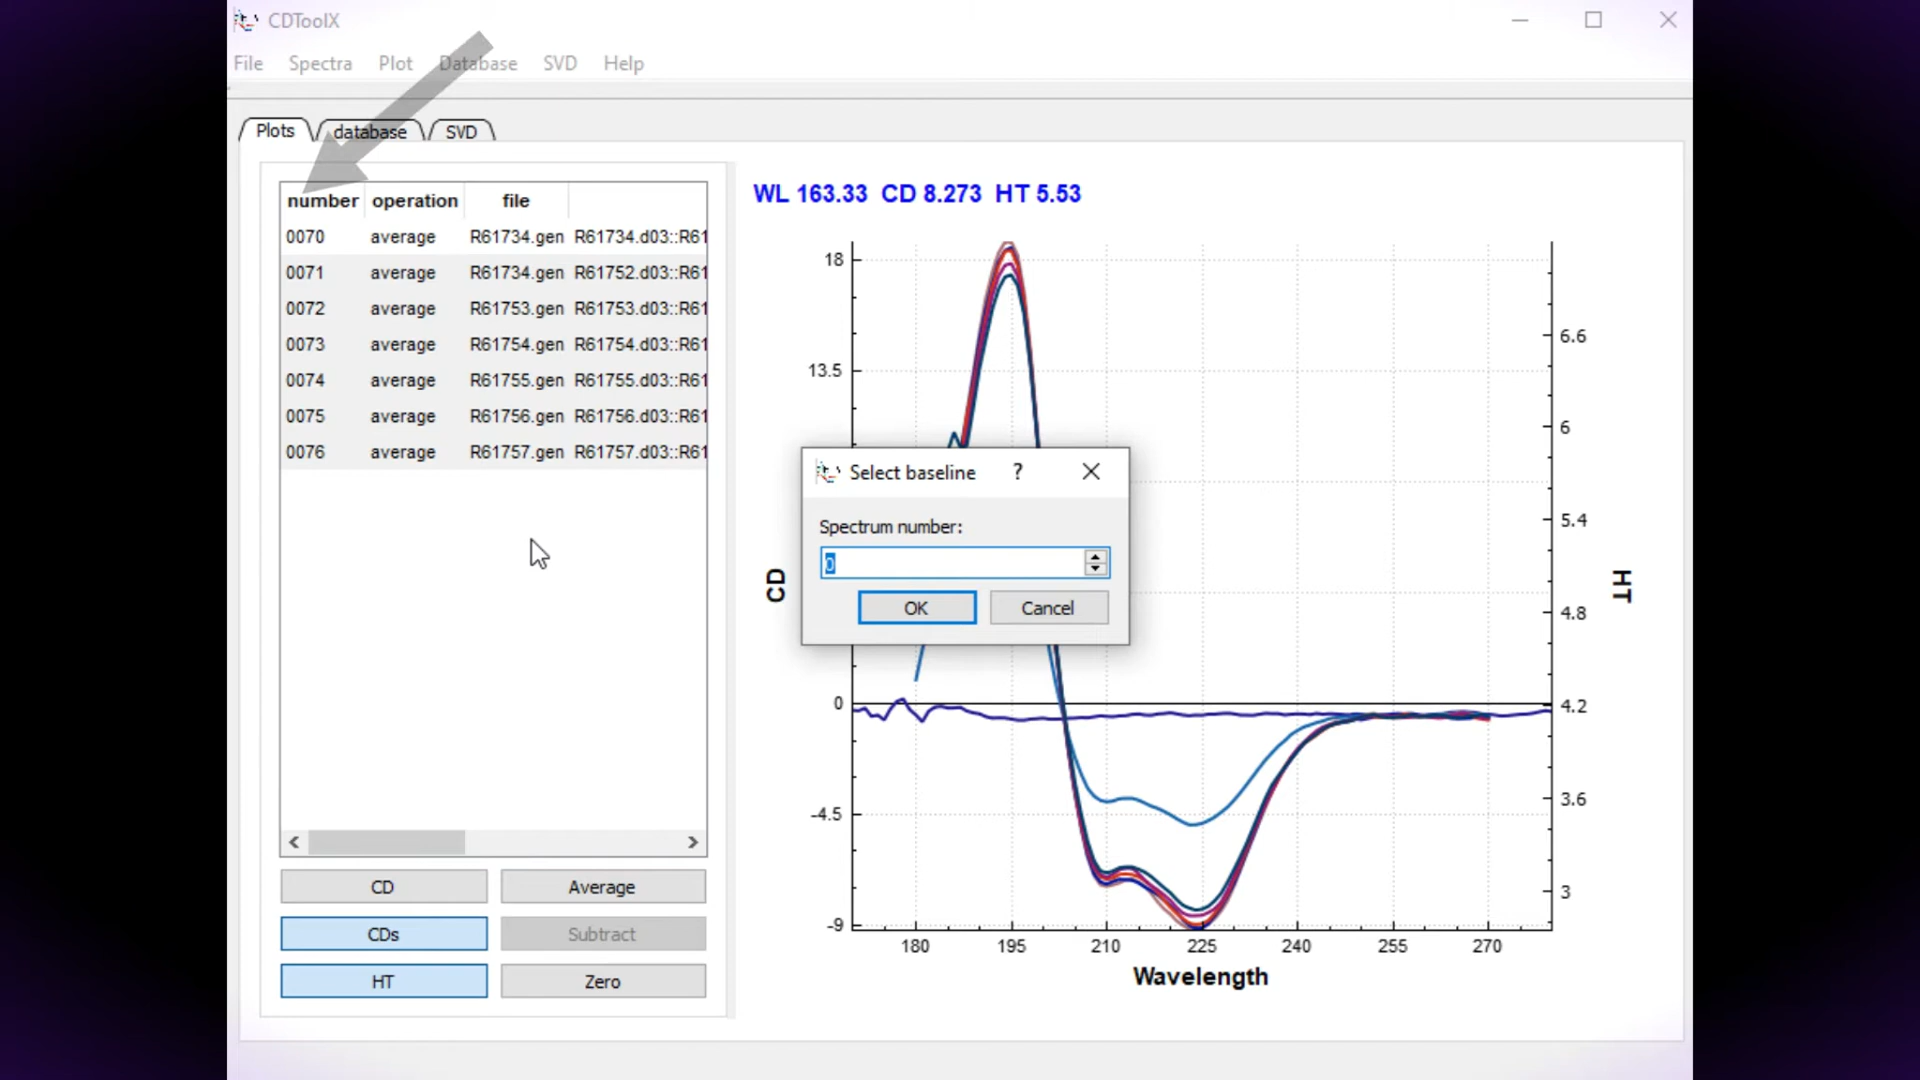 CDToolX
File Spectra Plot Database SVD Help
Plots database SVD
number operation file
0070 average R61734.gen R61734.d03::R61
0071 average R61734.gen R61752.d03::R61
0072 average R61753.gen R61753.d03::R61
0073 average R61754.gen R61754.d03::R61
0074 average R61755.gen R61755.d03::R61
0075 average R61756.gen R61756.d03::R61
0076 average R61757.gen R61757.d03::R61
CD Average
CDs Subtract
HT Zero
WL 163.33 CD 8.273 HT 5.53
18
13.5
0
-4.5
-9
CD
Select baseline ?
Spectrum number:
0
OK Cancel
6.6
6
5.4
4.8
4.2
3.6
3
HT
180 195 210 225 240 255 270
Wavelength